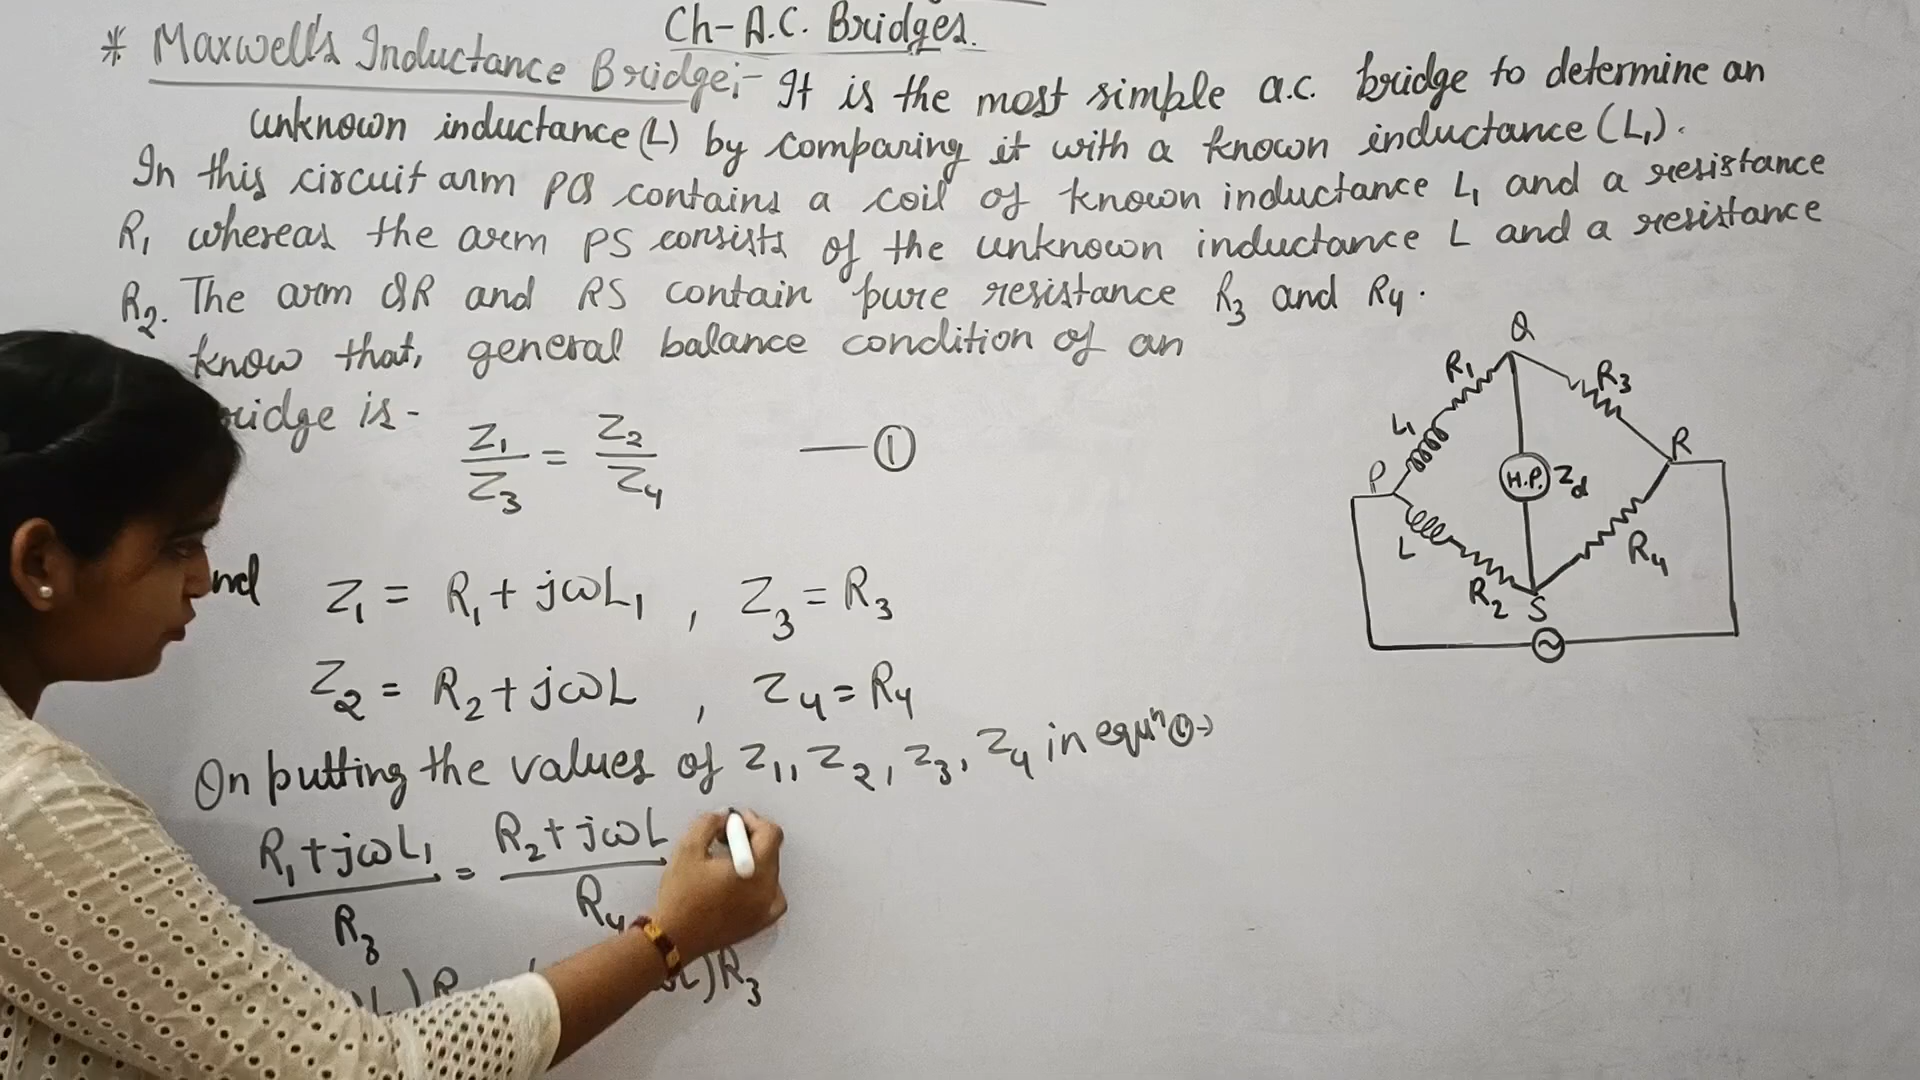 Ch-A.C. Bridges.
* Maxwell's Inductance Bridge:- It is the most simple a.c. bridge to determine an
unknown inductance (L) by comparing it with a known inductance (L₁).
In this circuit arm PQ contains a coil of known inductance L₁ and a resistance
R₁ whereas the arm PS consists of the unknown inductance L and a resistance
R₂. The arm QR and RS contain pure resistance R₃ and R₄.
know that, general balance condition of an
ridge is-
Z₁/Z₃ = Z₂/Z₄ —①
nd Z₁ = R₁ + jωL₁ , Z₃ = R₃
Z₂ = R₂ + jωL , Z₄ = R₄
On putting the values of Z₁, Z₂, Z₃, Z₄ in equⁿ ①→
R₁+jωL₁/R₃ = R₂+jωL/R₄
)R₃
Q
R₁
R₃
L₁
R
P
H.P.
Zd
L
R₄
R₂
S
~